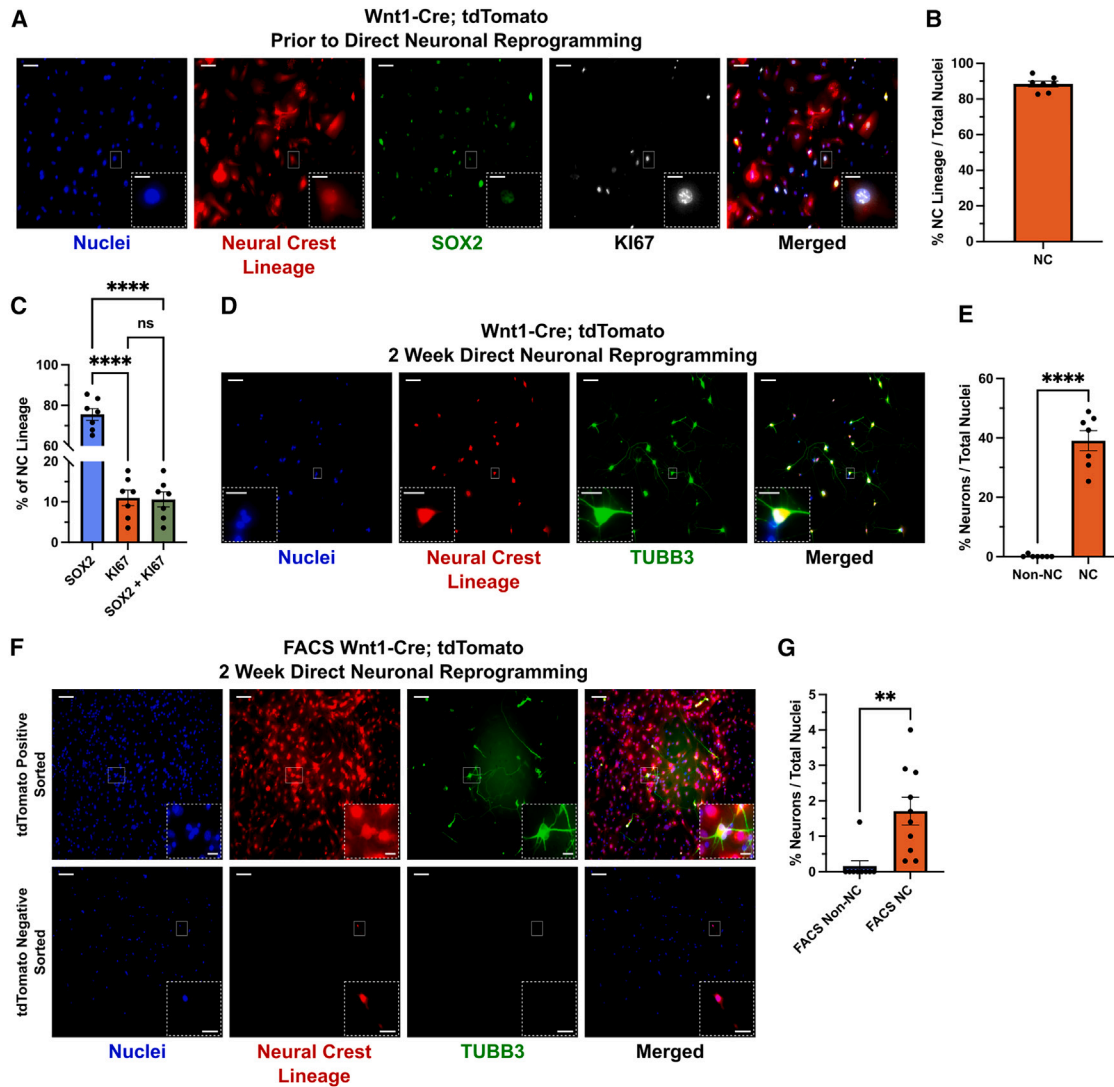 A
Wnt1-Cre; tdTomato
Prior to Direct Neuronal Reprogramming
Nuclei
Neural Crest
Lineage
SOX2
KI67
Merged
B
% NC Lineage / Total Nuclei
100
80
60
40
20
0
NC
C
****
ns
****
% of NC Lineage
100
80
60
20
10
0
SOX2
KI67
SOX2 + KI67
D
Wnt1-Cre; tdTomato
2 Week Direct Neuronal Reprogramming
Nuclei
Neural Crest
Lineage
TUBB3
Merged
E
****
% Neurons / Total Nuclei
60
40
20
0
Non-NC
NC
F
FACS Wnt1-Cre; tdTomato
2 Week Direct Neuronal Reprogramming
tdTomato Positive
Sorted
tdTomato Negative
Sorted
Nuclei
Neural Crest
Lineage
TUBB3
Merged
G
**
% Neurons / Total Nuclei
5
4
3
2
1
0
FACS Non-NC
FACS NC